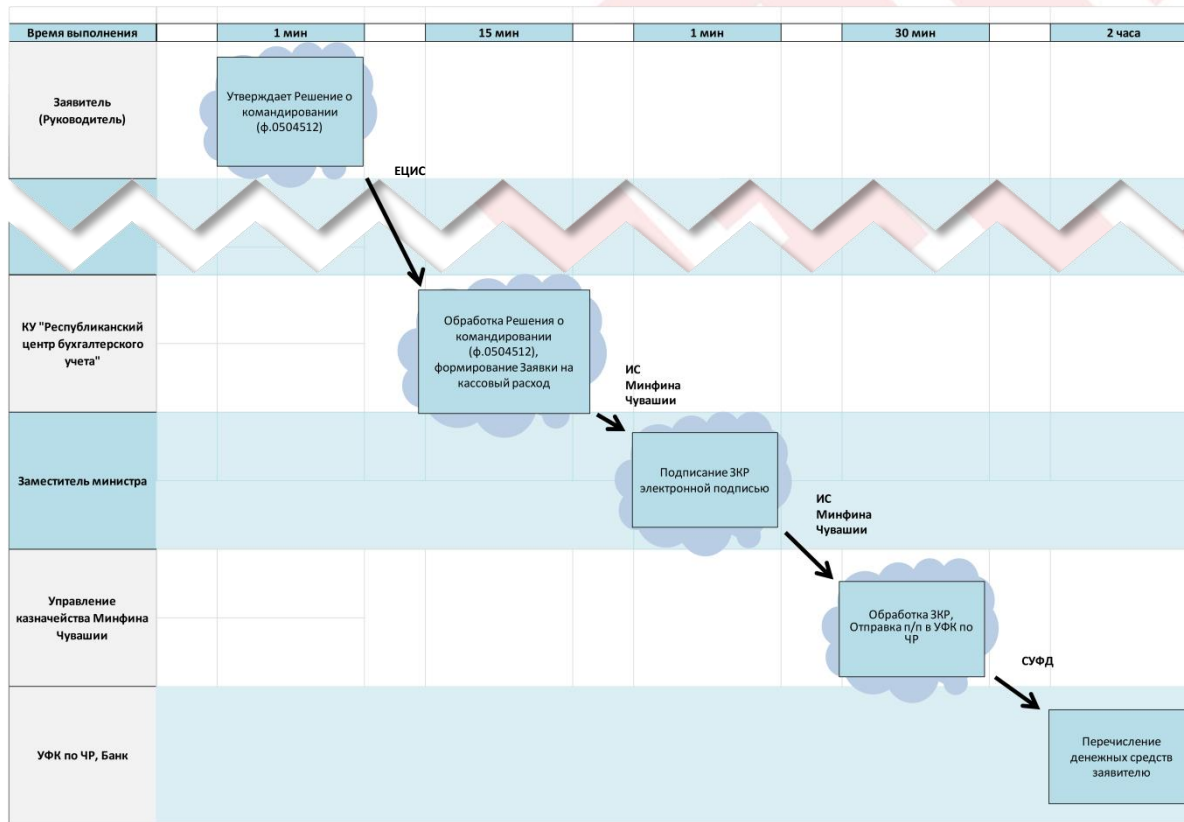 Время выполнения
1 мин
15 мин
1 мин
30 мин
2 часа
Заявитель
(Руководитель)
Утверждает Решение о
командировании
(ф.0504512)
ЕЦИС
КУ "Республиканский
центр бухгалтерского
учета"
Обработка Решения о
командировании
(ф.0504512),
формирование Заявки на
кассовый расход
ИС
Минфина
Чувашии
Заместитель министра
Подписание ЗКР
электронной подписью
ИС
Минфина
Чувашии
Управление
казначейства Минфина
Чувашии
Обработка ЗКР,
Отправка п/п в УФК по
ЧР
СУФД
УФК по ЧР, Банк
Перечисление
денежных средств
заявителю